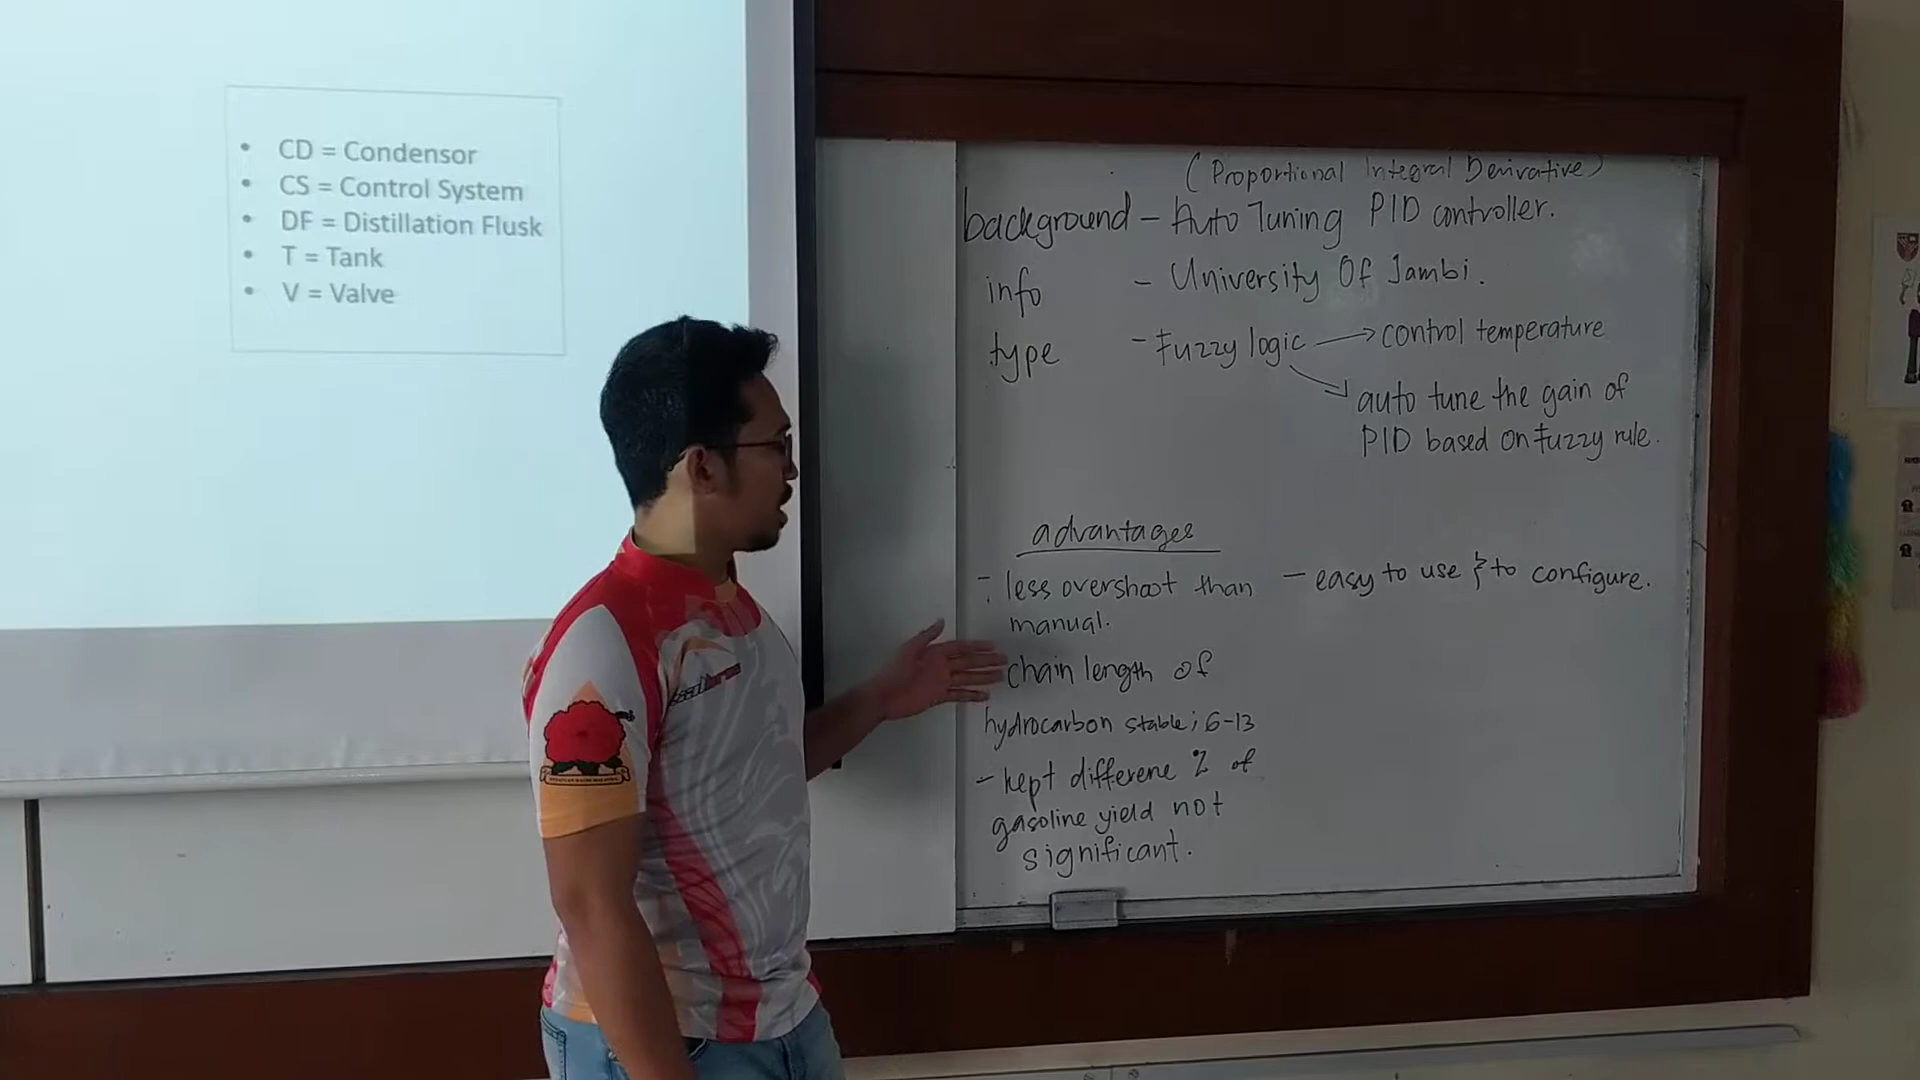 • CD = Condensor
• CS = Control System
• DF = Distillation Flusk
• T = Tank
• V = Valve
(Proportional Integral Derivative)
background - Auto Tuning PID controller.
info - University Of Jambi.
type - Fuzzy logic → control temperature
→ auto tune the gain of
PID based on Fuzzy rule.
advantages
- less overshoot than
manual.
chain length of
hydrocarbon stable; 6-13
- kept differene % of
gasoline yield not
significant.
- easy to use & to configure.